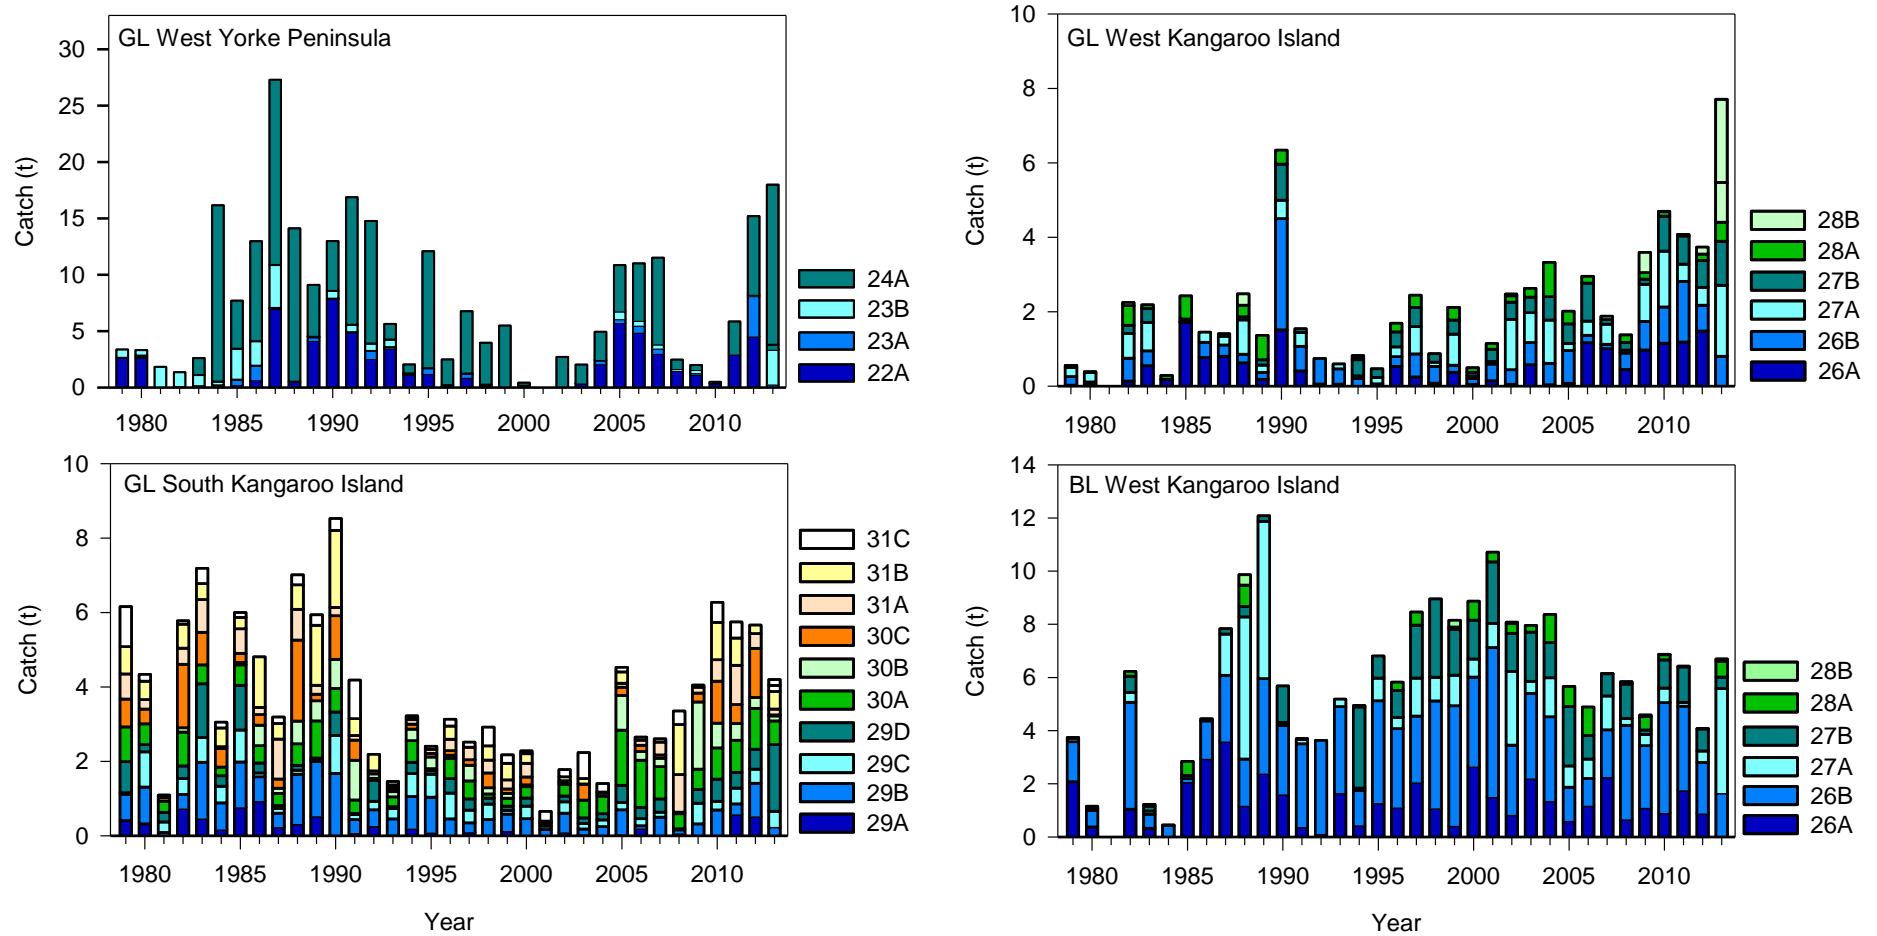 GL West Yorke Peninsula
Catch (t)
30
25
20
15
10
5
0
1980 1985 1990 1995 2000 2005 2010
24A
23B
23A
22A
GL West Kangaroo Island
Catch (t)
10
8
6
4
2
0
1980 1985 1990 1995 2000 2005 2010
28B
28A
27B
27A
26B
26A
GL South Kangaroo Island
Catch (t)
10
8
6
4
2
0
1980 1985 1990 1995 2000 2005 2010
Year
31C
31B
31A
30C
30B
30A
29D
29C
29B
29A
BL West Kangaroo Island
Catch (t)
14
12
10
8
6
4
2
0
1980 1985 1990 1995 2000 2005 2010
Year
28B
28A
27B
27A
26B
26A